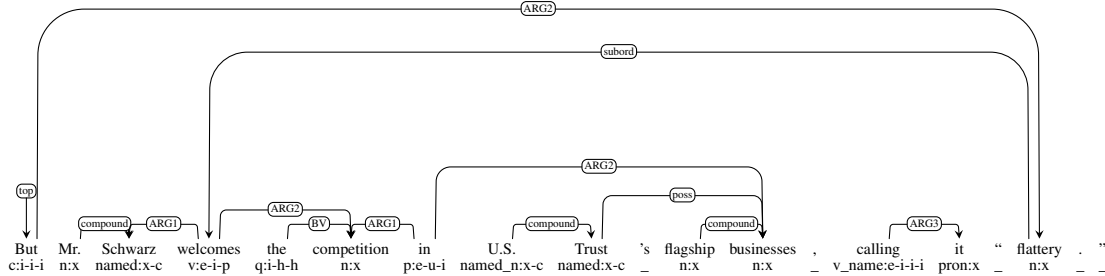 ARG2
subord
ARG2
top
poss
ARG2
compound ARG1 BV ARG1 compound compound ARG3
But Mr. Schwarz welcomes the competition in U.S. Trust 's flagship businesses , calling it “ flattery . ”
c:i-i-i n:x named:x-c v:e-i-p q:i-h-h n:x p:e-u-i named_n:x-c named:x-c _ n:x n:x _ v_name:e-i-i-i pron:x _ n:x _ _